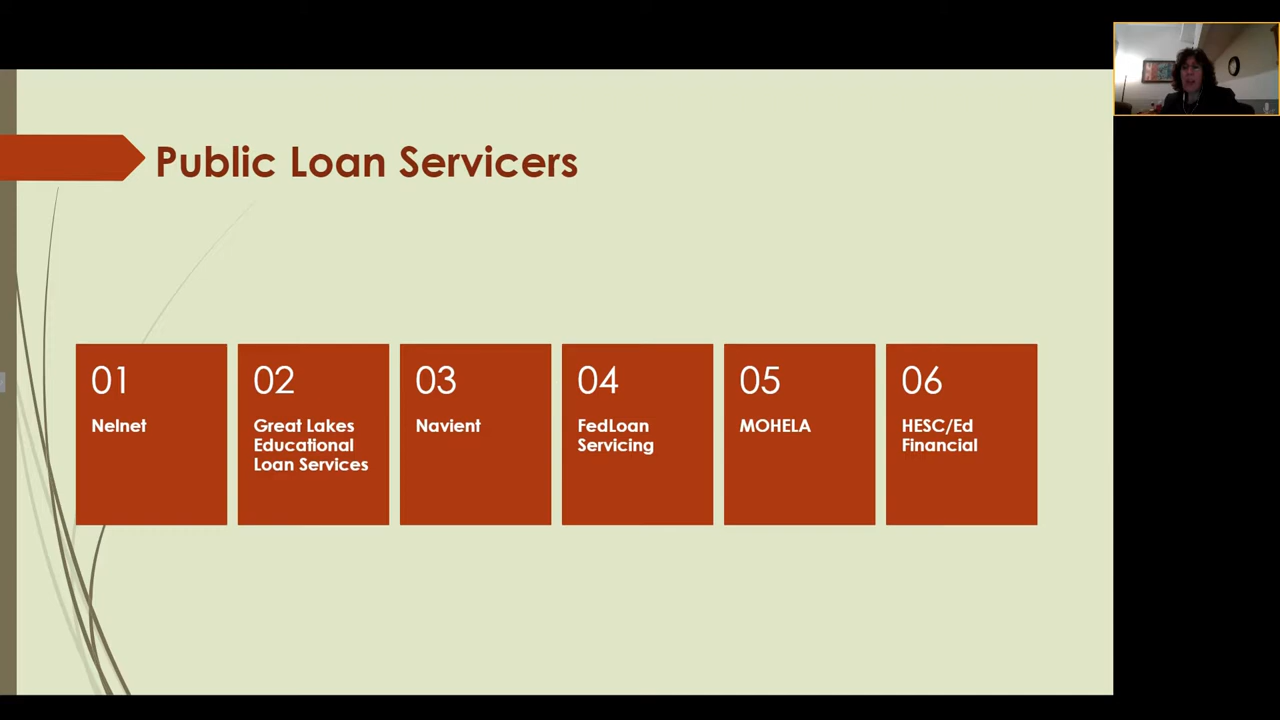 Public Loan Servicers
01
Nelnet
02
Great Lakes
Educational
Loan Services
03
Navient
04
FedLoan
Servicing
05
MOHELA
06
HESC/Ed
Financial